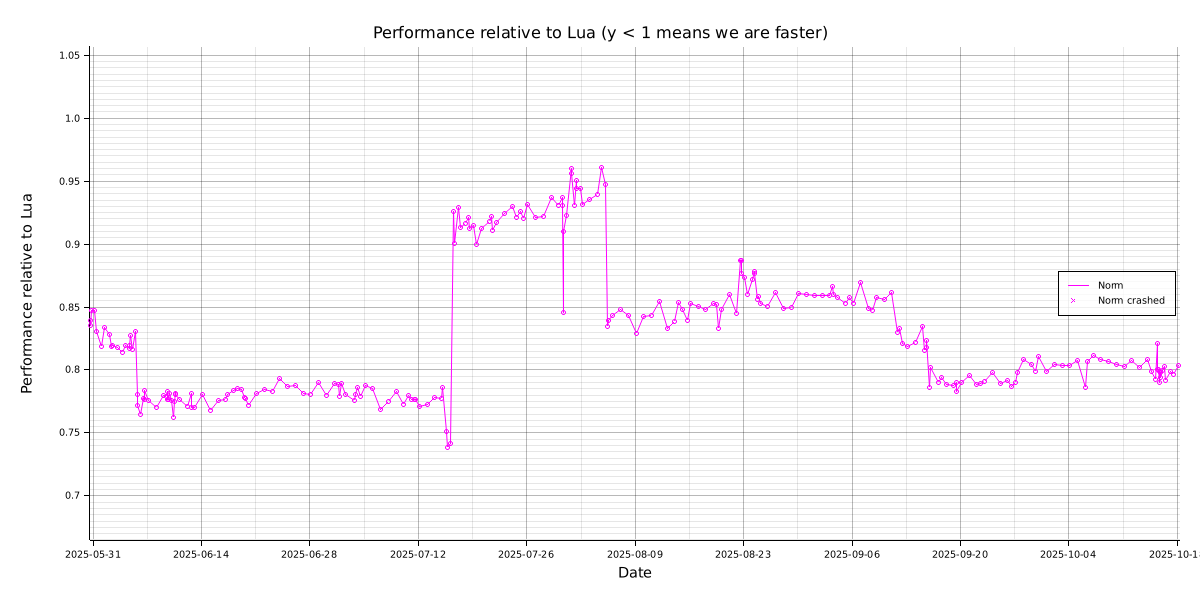 Performance relative to Lua (y < 1 means we are faster)
1.05
1.0
0.95
0.9
0.85
0.8
0.75
0.7
Performance relative to Lua
Norm
Norm crashed
2025-05-31 2025-06-14 2025-06-28 2025-07-12 2025-07-26 2025-08-09 2025-08-23 2025-09-06 2025-09-20 2025-10-04 2025-10-1
Date